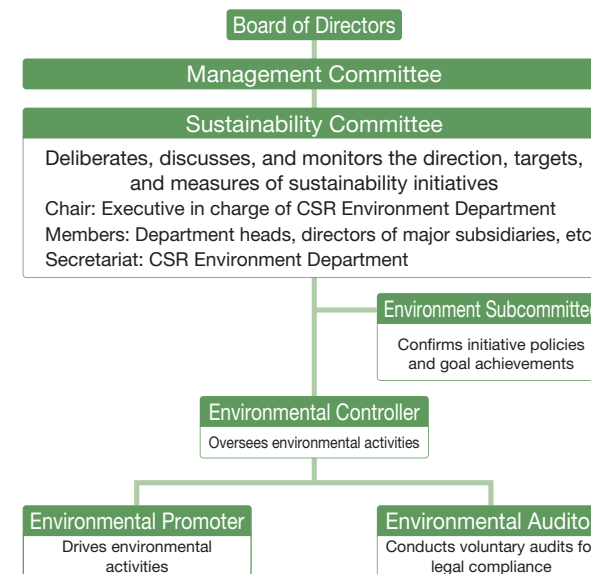 Board of Directors
Management Committee
Sustainability Committee
Deliberates, discusses, and monitors the direction, targets,
and measures of sustainability initiatives
Chair: Executive in charge of CSR Environment Department
Members: Department heads, directors of major subsidiaries, etc
Secretariat: CSR Environment Department
Environment Subcommittee
Confirms initiative policies
and goal achievements
Environmental Controller
Oversees environmental activities
Environmental Promoter
Drives environmental
activities
Environmental Audito
Conducts voluntary audits fo
legal compliance